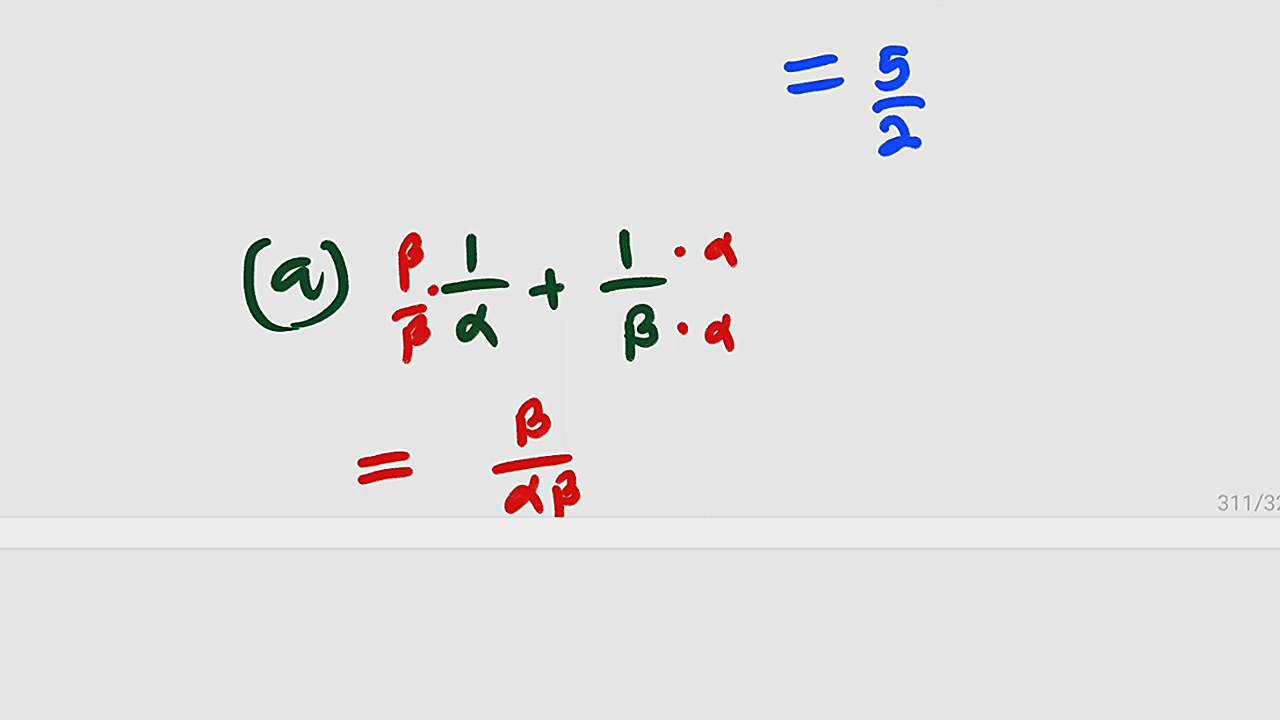 = 5/2
(a) β/β · 1/α + 1/β · α/· α
= β/αβ
311/32